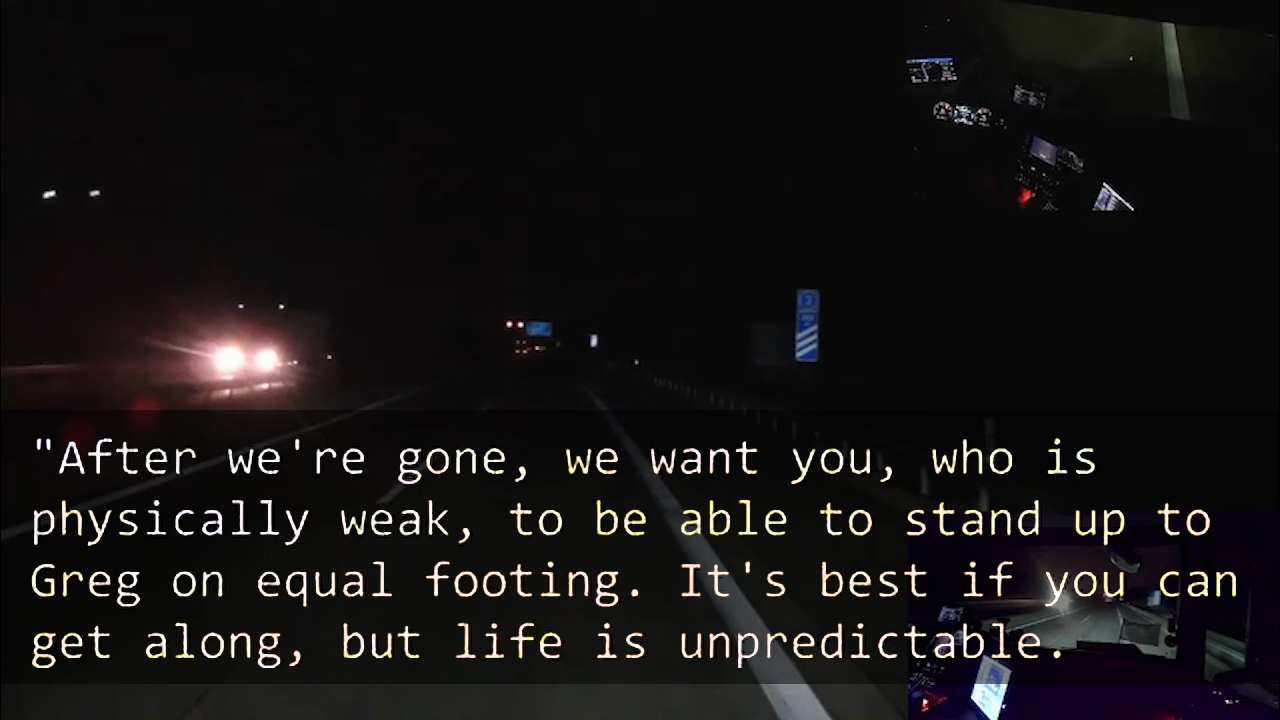 "After we're gone, we want you, who is
physically weak, to be able to stand up to
Greg on equal footing. It's best if you can
get along, but life is unpredictable.